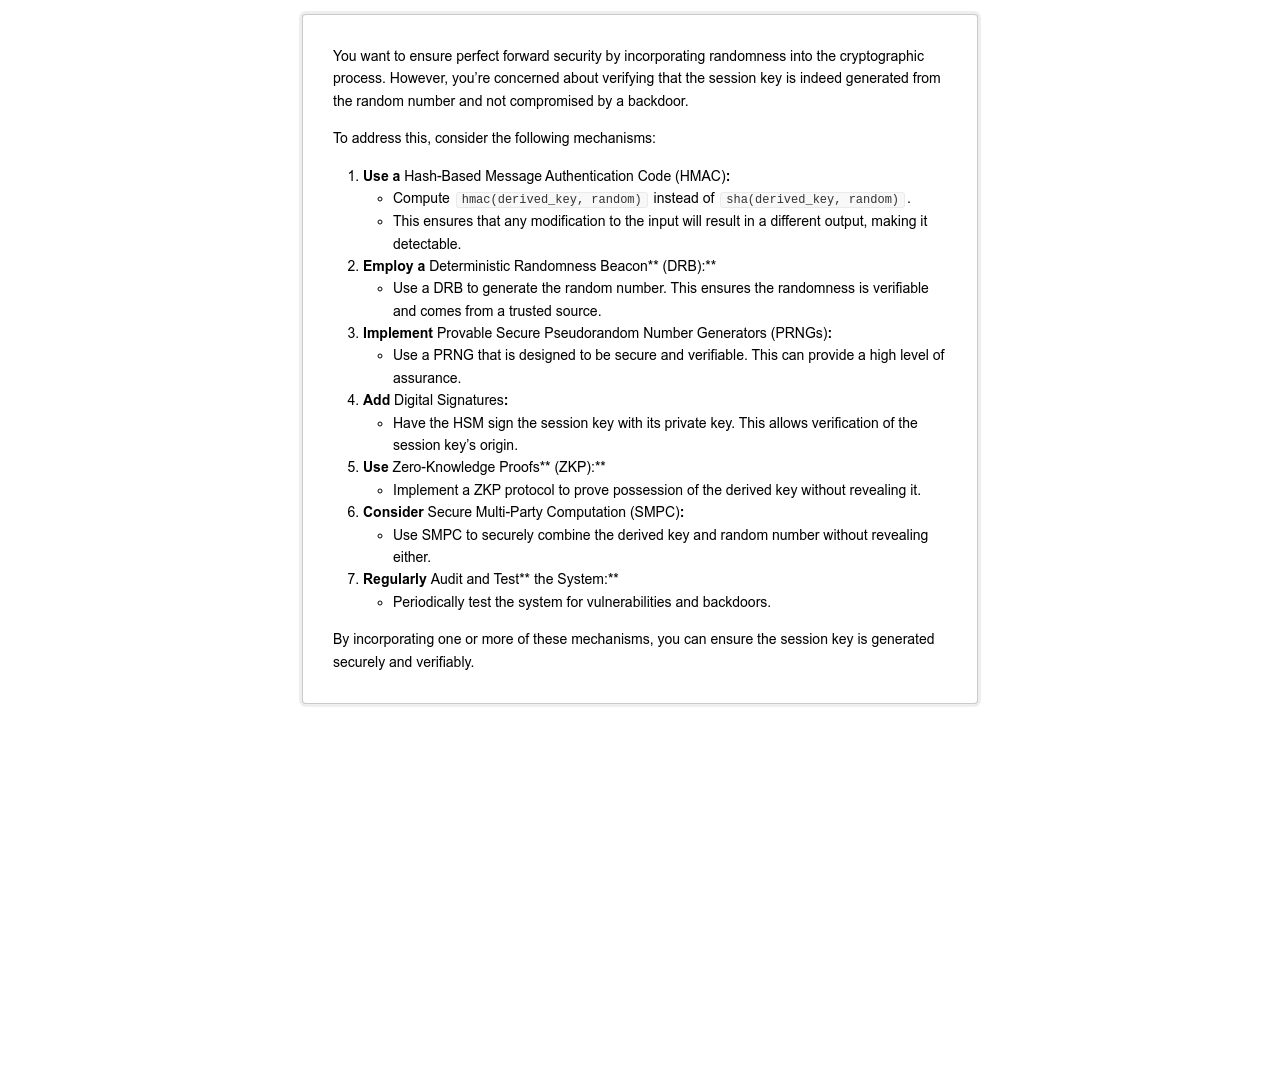 You want to ensure perfect forward security by incorporating randomness into the cryptographic
process. However, you’re concerned about verifying that the session key is indeed generated from
the random number and not compromised by a backdoor.
To address this, consider the following mechanisms:
1. Use a Hash-Based Message Authentication Code (HMAC):
◦ Compute hmac(derived_key, random) instead of sha(derived_key, random) .
◦ This ensures that any modification to the input will result in a different output, making it
detectable.
2. Employ a Deterministic Randomness Beacon** (DRB):**
◦ Use a DRB to generate the random number. This ensures the randomness is verifiable
and comes from a trusted source.
3. Implement Provable Secure Pseudorandom Number Generators (PRNGs):
◦ Use a PRNG that is designed to be secure and verifiable. This can provide a high level of
assurance.
4. Add Digital Signatures:
◦ Have the HSM sign the session key with its private key. This allows verification of the
session key’s origin.
5. Use Zero-Knowledge Proofs** (ZKP):**
◦ Implement a ZKP protocol to prove possession of the derived key without revealing it.
6. Consider Secure Multi-Party Computation (SMPC):
◦ Use SMPC to securely combine the derived key and random number without revealing
either.
7. Regularly Audit and Test** the System:**
◦ Periodically test the system for vulnerabilities and backdoors.
By incorporating one or more of these mechanisms, you can ensure the session key is generated
securely and verifiably.